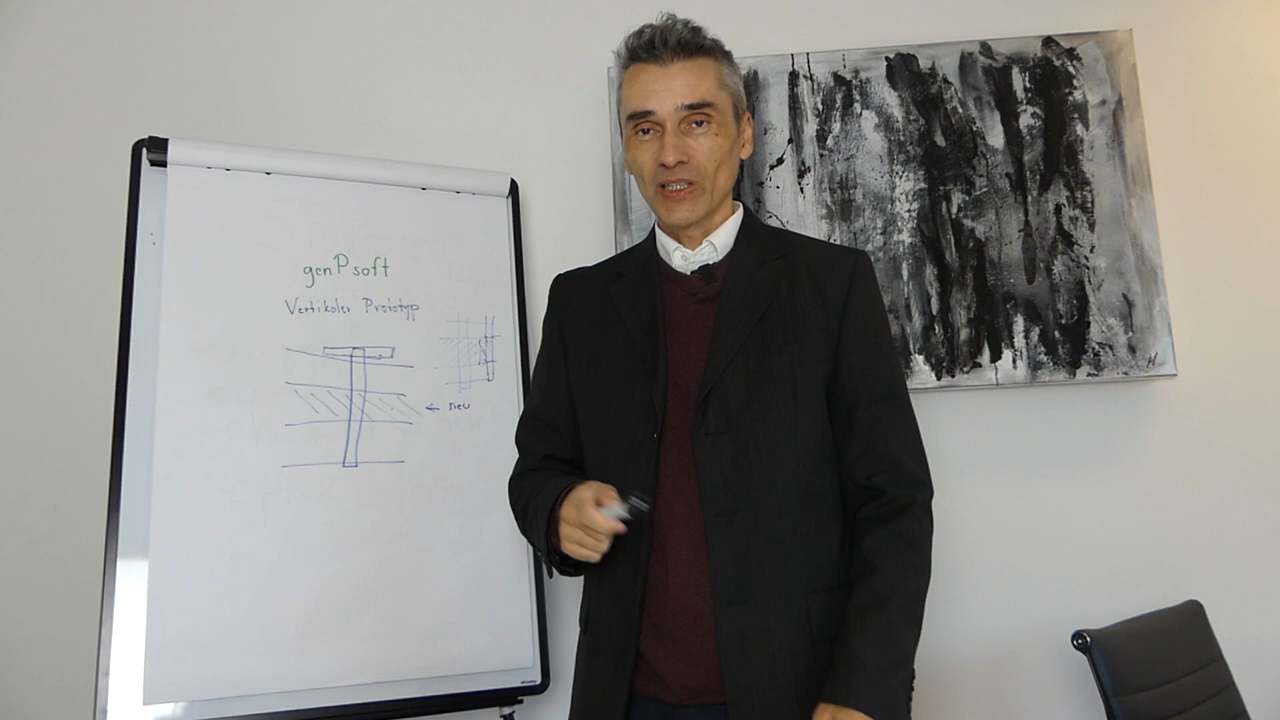 genPsoft
Vertikaler Prototyp
← neu